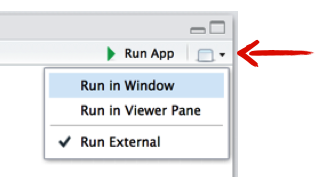 Run App
Run in Window
Run in Viewer Pane
Run External